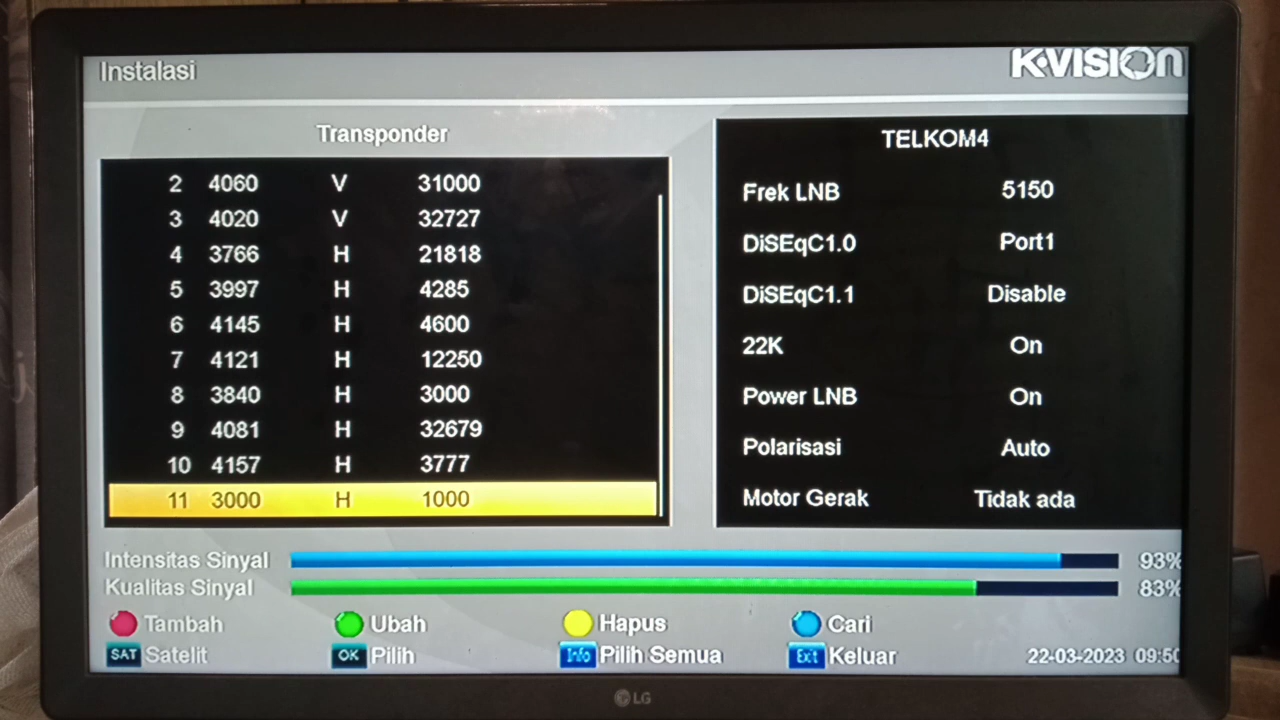 Instalasi
K-VISION
Transponder
2 4060 V 31000
3 4020 V 32727
4 3766 H 21818
5 3997 H 4285
6 4145 H 4600
7 4121 H 12250
8 3840 H 3000
9 4081 H 32679
10 4157 H 3777
11 3000 H 1000
TELKOM4
Frek LNB 5150
DiSEqC1.0 Port1
DiSEqC1.1 Disable
22K On
Power LNB On
Polarisasi Auto
Motor Gerak Tidak ada
Intensitas Sinyal 93%
Kualitas Sinyal 83%
Tambah Ubah Hapus Cari
SAT Satelit OK Pilih Info Pilih Semua Exit Keluar 22-03-2023 09:50
LG